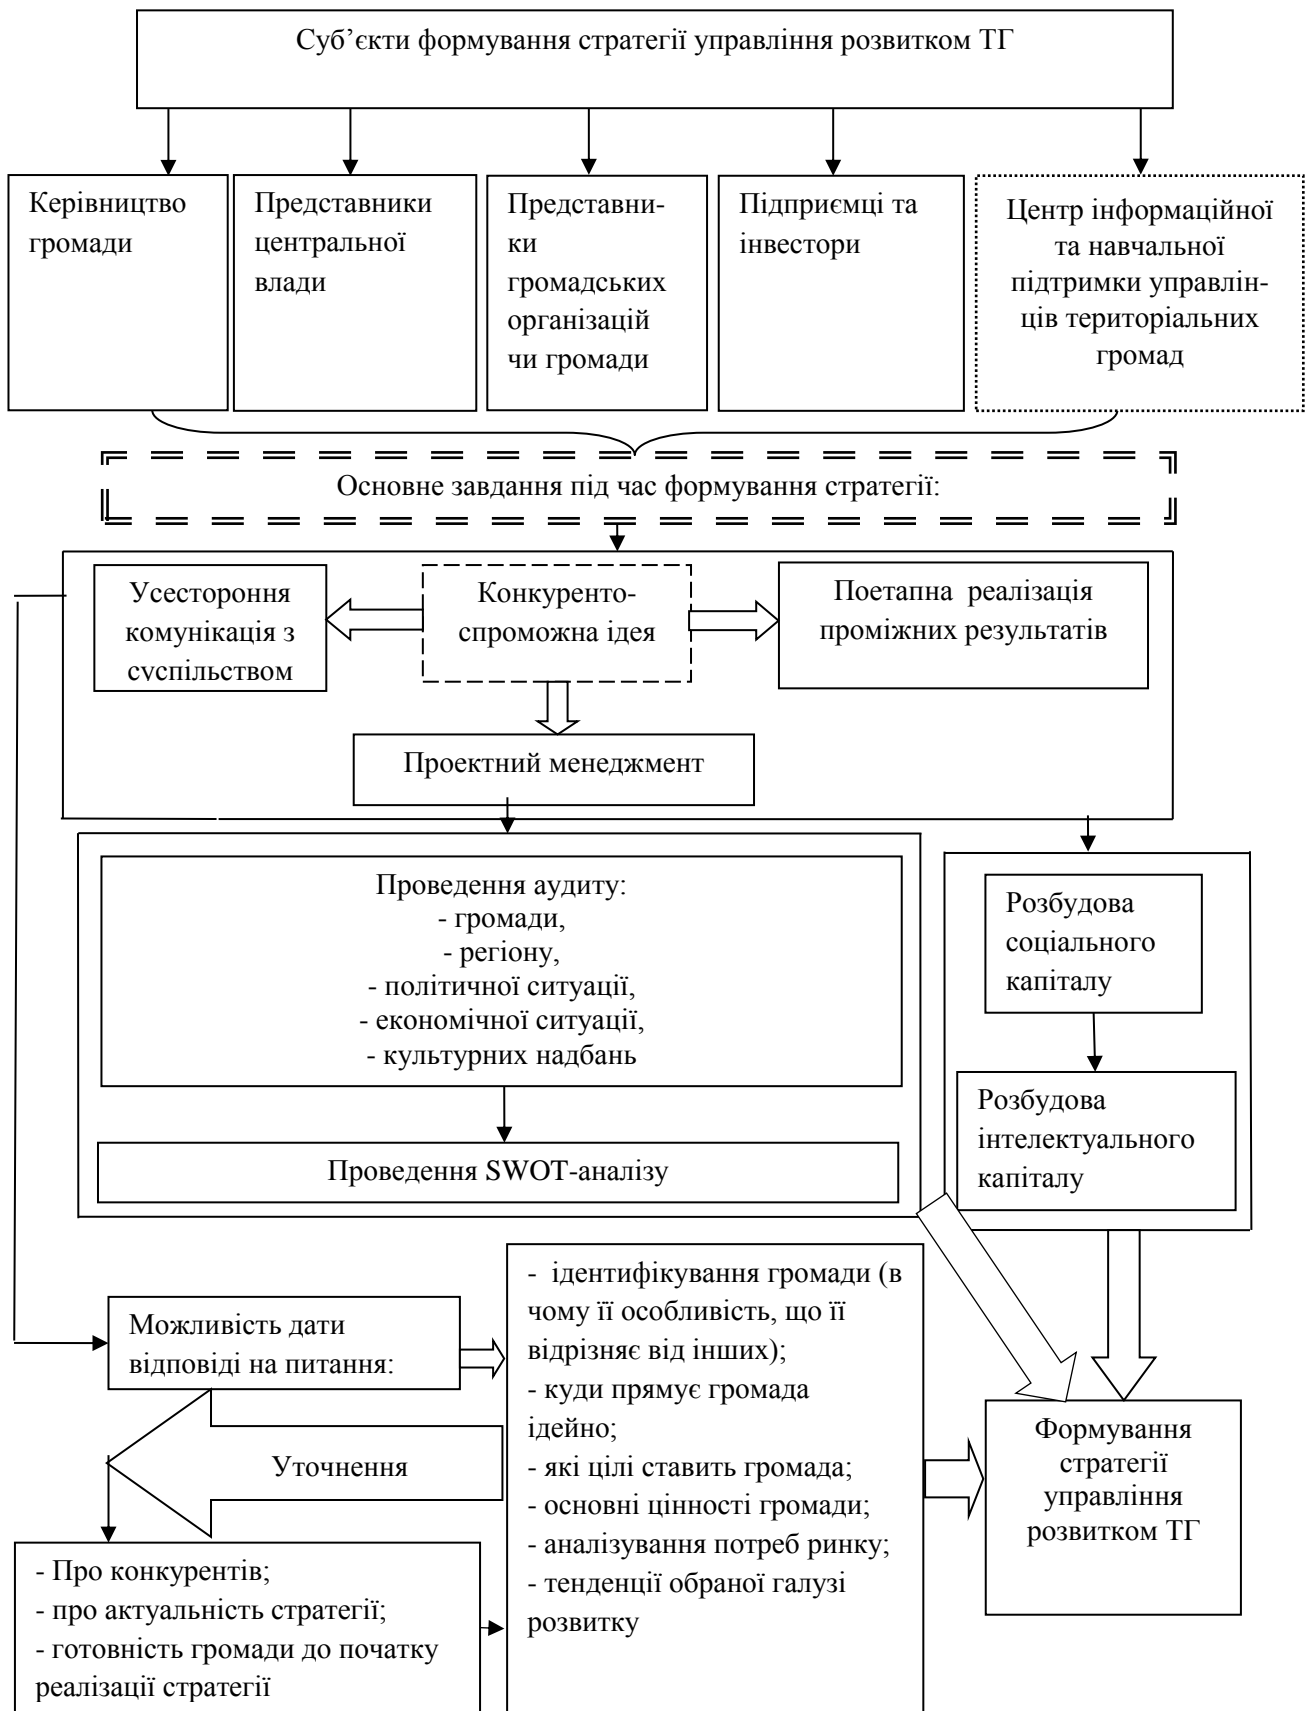 Суб’єкти формування стратегії управління розвитком ТГ
Керівництво
громади
Представники
центральної
влади
Представни-
ки
громадських
організацій
чи громади
Підприємці та
інвестори
Центр інформаційної
та навчальної
підтримки управлін-
ців територіальних
громад
Основне завдання під час формування стратегії:
Усестороння
комунікація з
суспільством
Конкуренто-
спроможна ідея
Поетапна реалізація
проміжних результатів
Проектний менеджмент
Проведення аудиту:
- громади,
- регіону,
- політичної ситуації,
- економічної ситуації,
- культурних надбань
Проведення SWOT-аналізу
Розбудова
соціального
капіталу
Розбудова
інтелектуального
капіталу
Можливість дати
відповіді на питання:
- ідентифікування громади (в
чому її особливість, що її
відрізняє від інших);
- куди прямує громада
ідейно;
- які цілі ставить громада;
- основні цінності громади;
- аналізування потреб ринку;
- тенденції обраної галузі
розвитку
Уточнення
- Про конкурентів;
- про актуальність стратегії;
- готовність громади до початку
реалізації стратегії
Формування
стратегії
управління
розвитком ТГ